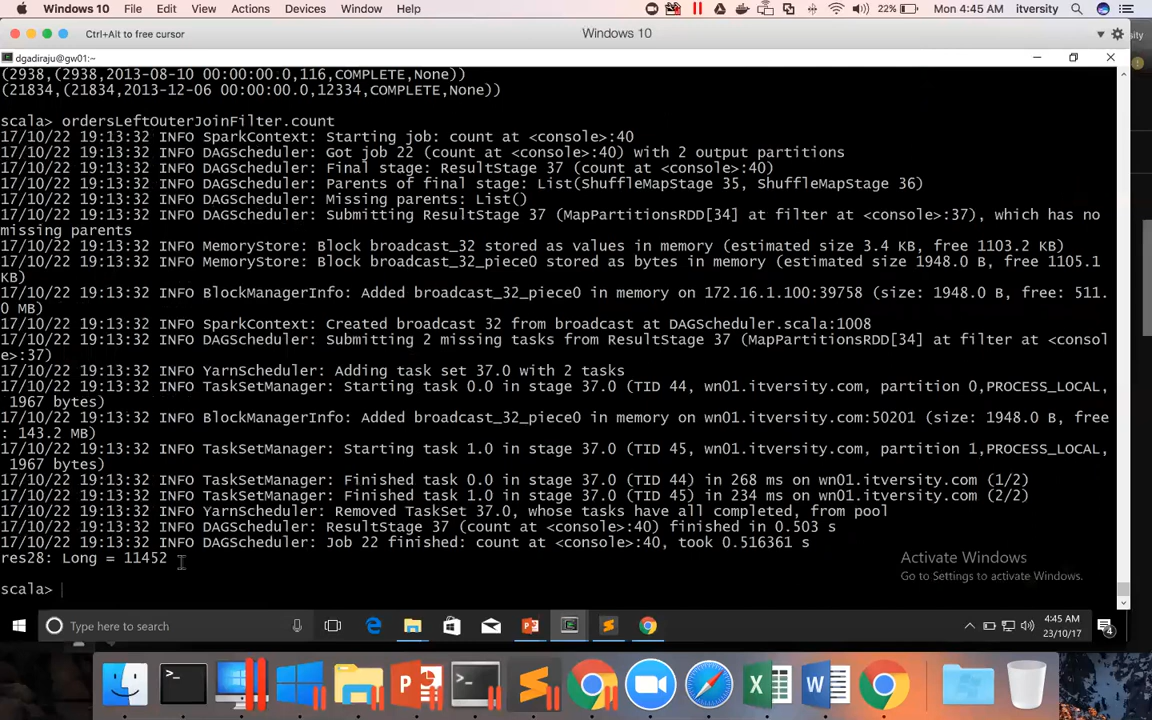 Windows 10 File Edit View Actions Devices Window Help 22% Mon 4:45 AM itversity
Ctrl+Alt to free cursor
Windows 10
dgadiraju@gw01:~
(2938,(2938,2013-08-10 00:00:00.0,116,COMPLETE,None))
(21834,(21834,2013-12-06 00:00:00.0,12334,COMPLETE,None))
scala> ordersLeftOuterJoinFilter.count
17/10/22 19:13:32 INFO SparkContext: Starting job: count at <console>:40
17/10/22 19:13:32 INFO DAGScheduler: Got job 22 (count at <console>:40) with 2 output partitions
17/10/22 19:13:32 INFO DAGScheduler: Final stage: ResultStage 37 (count at <console>:40)
17/10/22 19:13:32 INFO DAGScheduler: Parents of final stage: List(ShuffleMapStage 35, ShuffleMapStage 36)
17/10/22 19:13:32 INFO DAGScheduler: Missing parents: List()
17/10/22 19:13:32 INFO DAGScheduler: Submitting ResultStage 37 (MapPartitionsRDD[34] at filter at <console>:37), which has no
missing parents
17/10/22 19:13:32 INFO MemoryStore: Block broadcast_32 stored as values in memory (estimated size 3.4 KB, free 1103.2 KB)
17/10/22 19:13:32 INFO MemoryStore: Block broadcast_32_piece0 stored as bytes in memory (estimated size 1948.0 B, free 1105.1
KB)
17/10/22 19:13:32 INFO BlockManagerInfo: Added broadcast_32_piece0 in memory on 172.16.1.100:39758 (size: 1948.0 B, free: 511.
0 MB)
17/10/22 19:13:32 INFO SparkContext: Created broadcast 32 from broadcast at DAGScheduler.scala:1008
17/10/22 19:13:32 INFO DAGScheduler: Submitting 2 missing tasks from ResultStage 37 (MapPartitionsRDD[34] at filter at <consol
e>:37)
17/10/22 19:13:32 INFO YarnScheduler: Adding task set 37.0 with 2 tasks
17/10/22 19:13:32 INFO TaskSetManager: Starting task 0.0 in stage 37.0 (TID 44, wn01.itversity.com, partition 0,PROCESS_LOCAL,
1967 bytes)
17/10/22 19:13:32 INFO BlockManagerInfo: Added broadcast_32_piece0 in memory on wn01.itversity.com:50201 (size: 1948.0 B, free
: 143.2 MB)
17/10/22 19:13:32 INFO TaskSetManager: Starting task 1.0 in stage 37.0 (TID 45, wn01.itversity.com, partition 1,PROCESS_LOCAL,
1967 bytes)
17/10/22 19:13:32 INFO TaskSetManager: Finished task 0.0 in stage 37.0 (TID 44) in 268 ms on wn01.itversity.com (1/2)
17/10/22 19:13:32 INFO TaskSetManager: Finished task 1.0 in stage 37.0 (TID 45) in 234 ms on wn01.itversity.com (2/2)
17/10/22 19:13:32 INFO YarnScheduler: Removed TaskSet 37.0, whose tasks have all completed, from pool
17/10/22 19:13:32 INFO DAGScheduler: ResultStage 37 (count at <console>:40) finished in 0.503 s
17/10/22 19:13:32 INFO DAGScheduler: Job 22 finished: count at <console>:40, took 0.516361 s
res28: Long = 11452
Activate Windows
Go to Settings to activate Windows.
scala>
Type here to search
4:45 AM
23/10/17
4